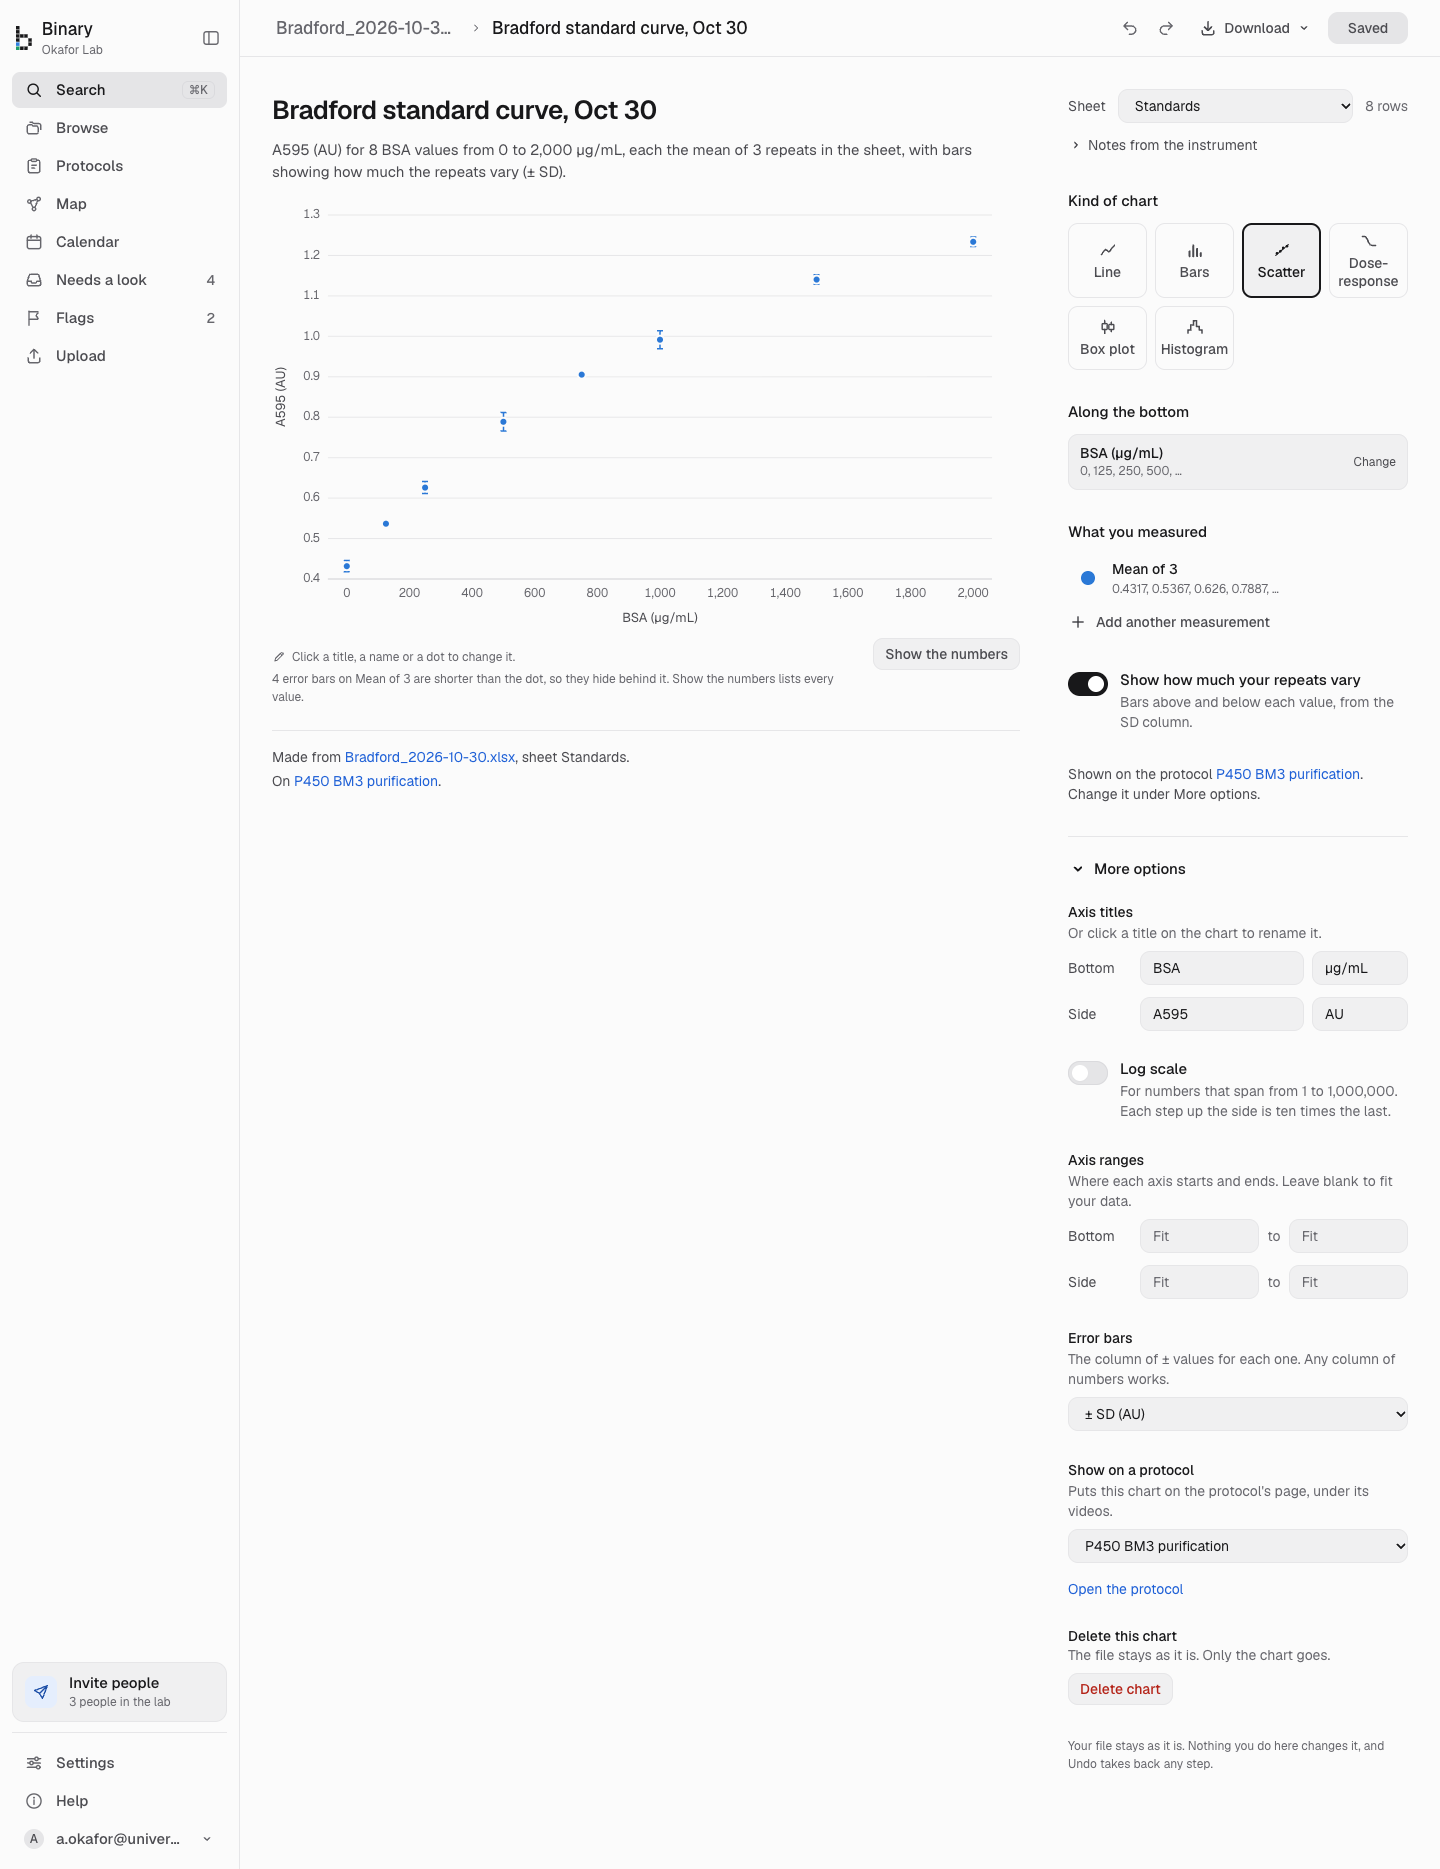 Binary
Okafor Lab
Search ⌘K
Browse
Protocols
Map
Calendar
Needs a look 4
Flags 2
Upload
Invite people
3 people in the lab
Settings
Help
A a.okafor@univer...
Bradford_2026-10-3... › Bradford standard curve, Oct 30
Download
Saved
Bradford standard curve, Oct 30
A595 (AU) for 8 BSA values from 0 to 2,000 µg/mL, each the mean of 3 repeats in the sheet, with bars
showing how much the repeats vary (± SD).
1.3
1.2
1.1
1.0
0.9
0.8
0.7
0.6
0.5
0.4
A595 (AU)
0 200 400 600 800 1,000 1,200 1,400 1,600 1,800 2,000
BSA (µg/mL)
Click a title, a name or a dot to change it.
4 error bars on Mean of 3 are shorter than the dot, so they hide behind it. Show the numbers lists every
value.
Show the numbers
Made from Bradford_2026-10-30.xlsx, sheet Standards.
On P450 BM3 purification.
Sheet Standards 8 rows
Notes from the instrument
Kind of chart
Line
Bars
Scatter
Dose-
response
Box plot
Histogram
Along the bottom
BSA (µg/mL)
0, 125, 250, 500, ...
Change
What you measured
Mean of 3
0.4317, 0.5367, 0.626, 0.7887, ...
Add another measurement
Show how much your repeats vary
Bars above and below each value, from the
SD column.
Shown on the protocol P450 BM3 purification.
Change it under More options.
More options
Axis titles
Or click a title on the chart to rename it.
Bottom BSA µg/mL
Side A595 AU
Log scale
For numbers that span from 1 to 1,000,000.
Each step up the side is ten times the last.
Axis ranges
Where each axis starts and ends. Leave blank to fit
your data.
Bottom Fit to Fit
Side Fit to Fit
Error bars
The column of ± values for each one. Any column of
numbers works.
± SD (AU)
Show on a protocol
Puts this chart on the protocol's page, under its
videos.
P450 BM3 purification
Open the protocol
Delete this chart
The file stays as it is. Only the chart goes.
Delete chart
Your file stays as it is. Nothing you do here changes it, and
Undo takes back any step.